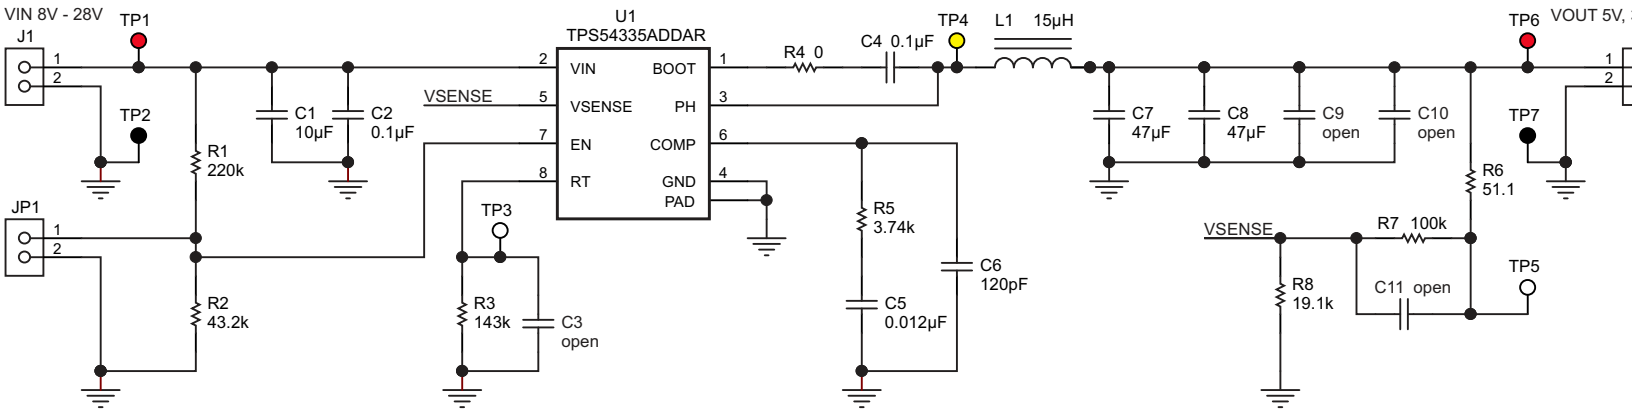 VIN 8V - 28V
J1
1
2
TP1
TP2
R1
220k
C1
10µF
C2
0.1µF
JP1
1
2
R2
43.2k
U1
TPS54335ADDAR
2 VIN
VSENSE 5 VSENSE
7 EN
8 RT
BOOT 1
PH 3
COMP 6
GND 4
PAD
TP3
R3
143k
C3
open
R4 0
C4 0.1µF
TP4
L1 15µH
R5
3.74k
C5
0.012µF
C6
120pF
C7
47µF
C8
47µF
C9
open
C10
open
TP6
VOUT 5V,
1
2
TP7
R6
51.1
VSENSE
R7 100k
R8
19.1k
C11 open
TP5